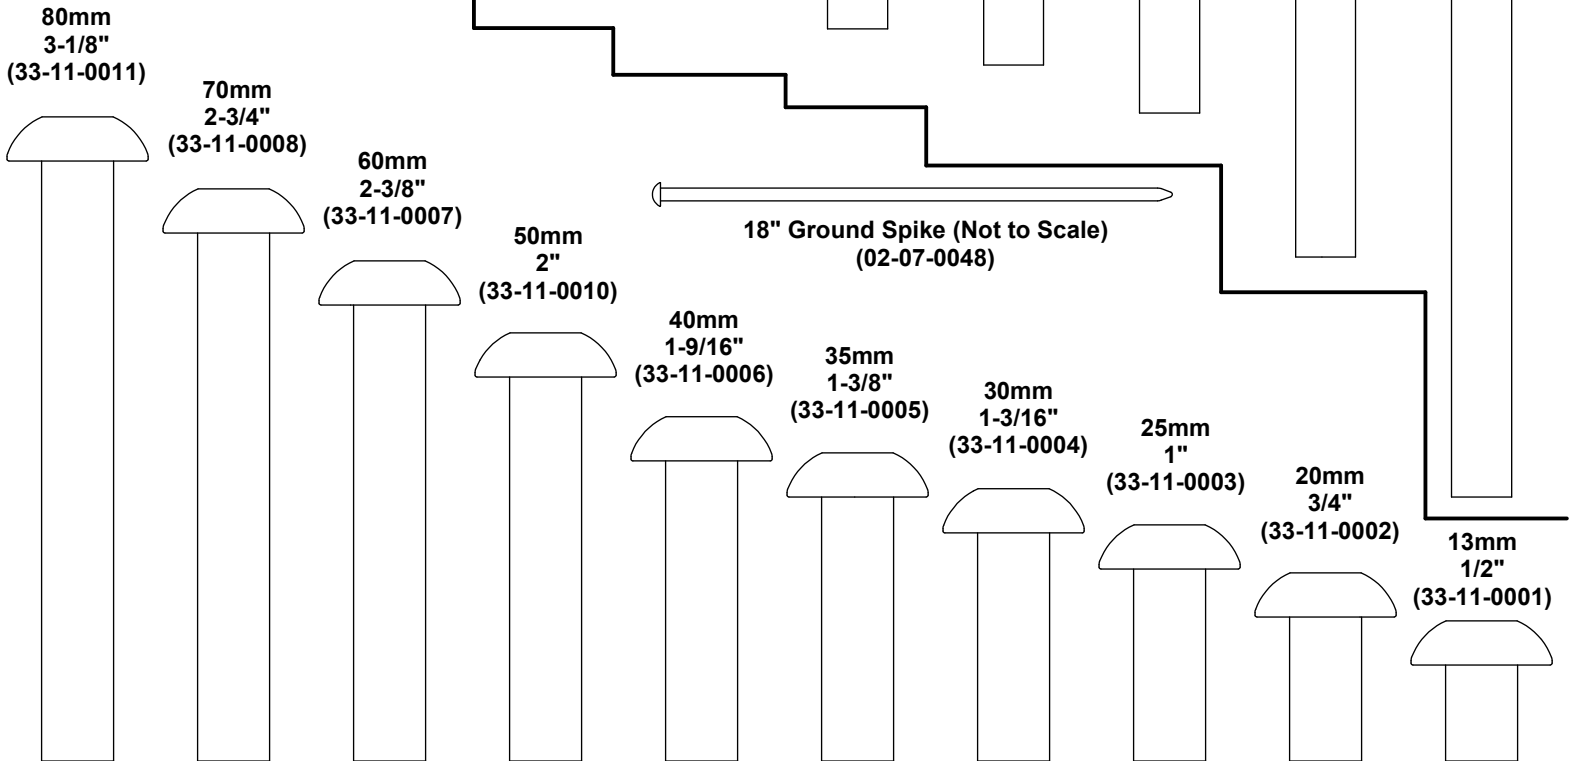 80mm
3-1/8"
(33-11-0011)
70mm
2-3/4"
(33-11-0008)
60mm
2-3/8"
(33-11-0007)
50mm
2"
(33-11-0010)
18" Ground Spike (Not to Scale)
(02-07-0048)
40mm
1-9/16"
(33-11-0006)
35mm
1-3/8"
(33-11-0005)
30mm
1-3/16"
(33-11-0004)
25mm
1"
(33-11-0003)
20mm
3/4"
(33-11-0002)
13mm
1/2"
(33-11-0001)